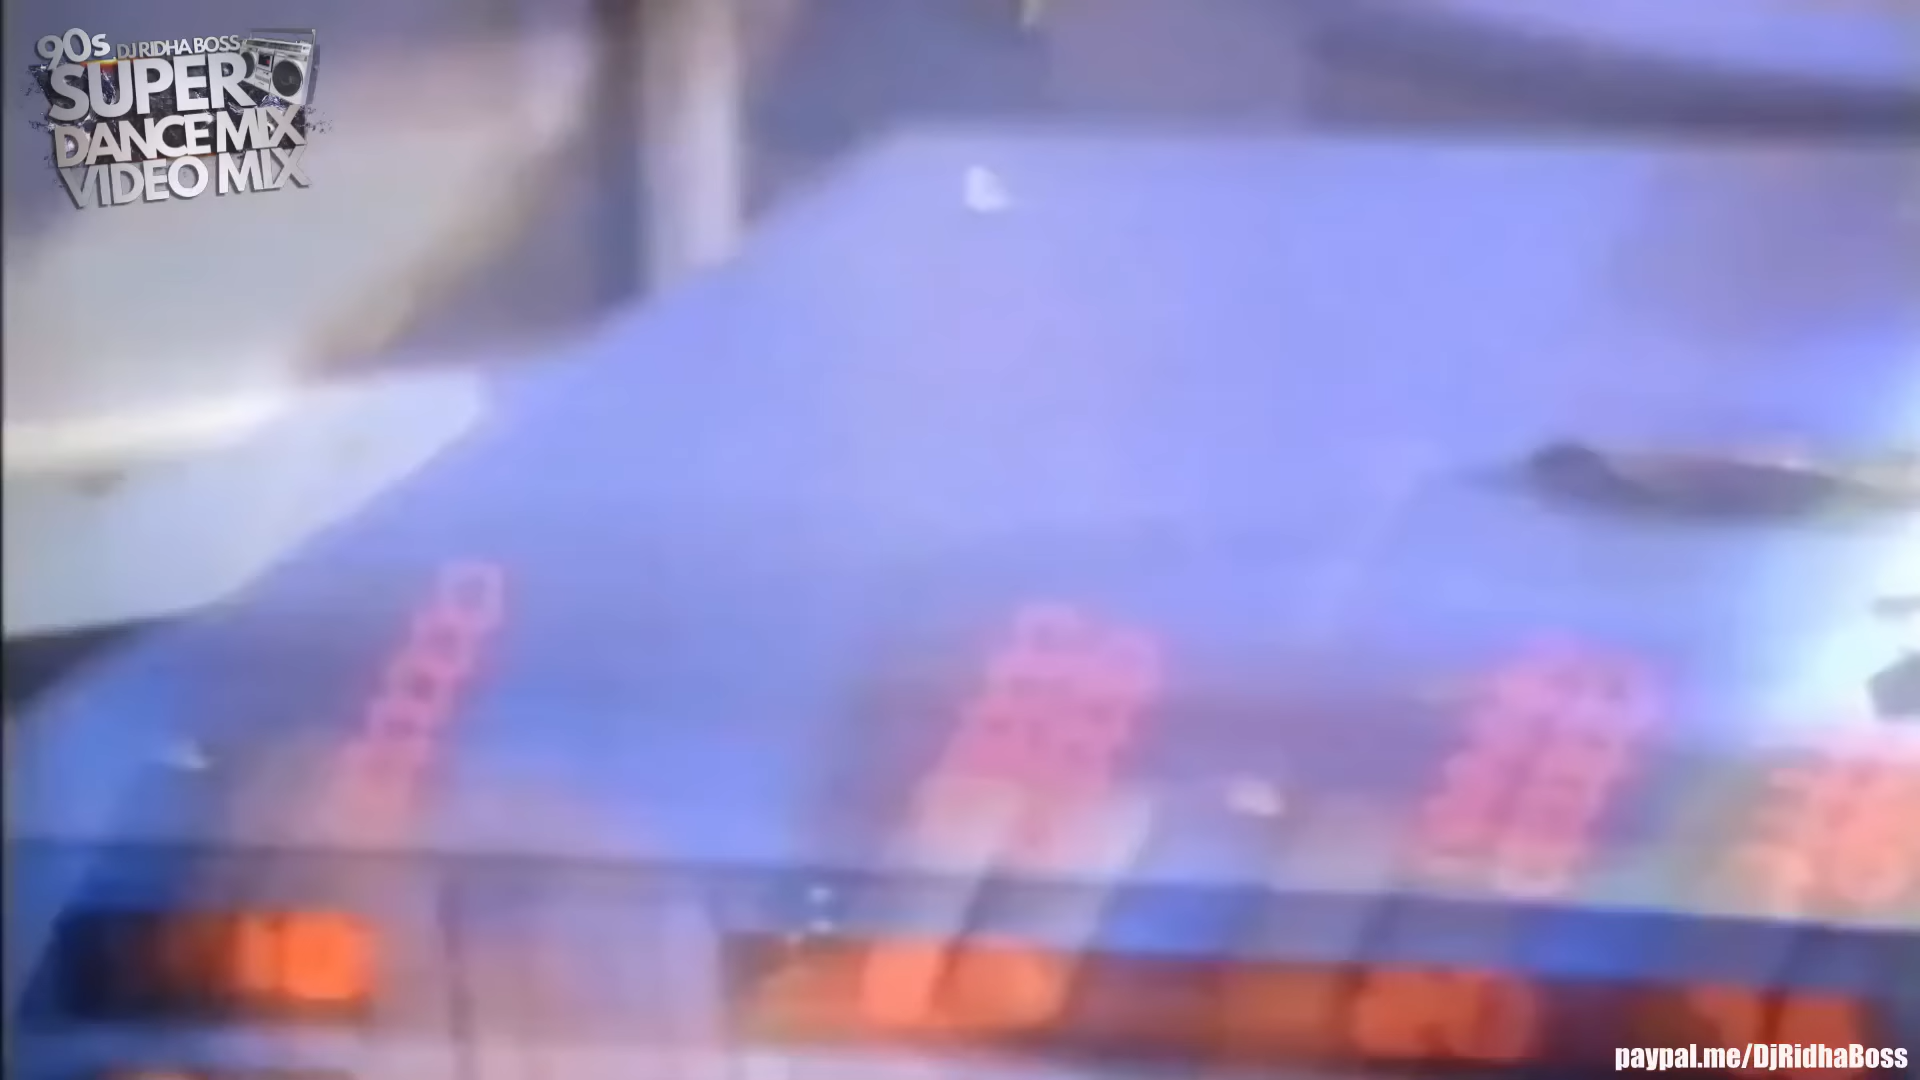 90s DJ RIDHA BOSS
SUPER
DANCE MIX
VIDEO MIX
paypal.me/DjRidhaBoss